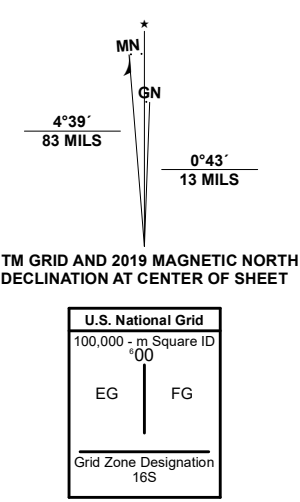 ★
MN
GN
4°39´
83 MILS
0°43´
13 MILS
TM GRID AND 2019 MAGNETIC NORTH
DECLINATION AT CENTER OF SHEET
U.S. National Grid
100,000 - m Square ID
⁶00
EG FG
Grid Zone Designation
16S